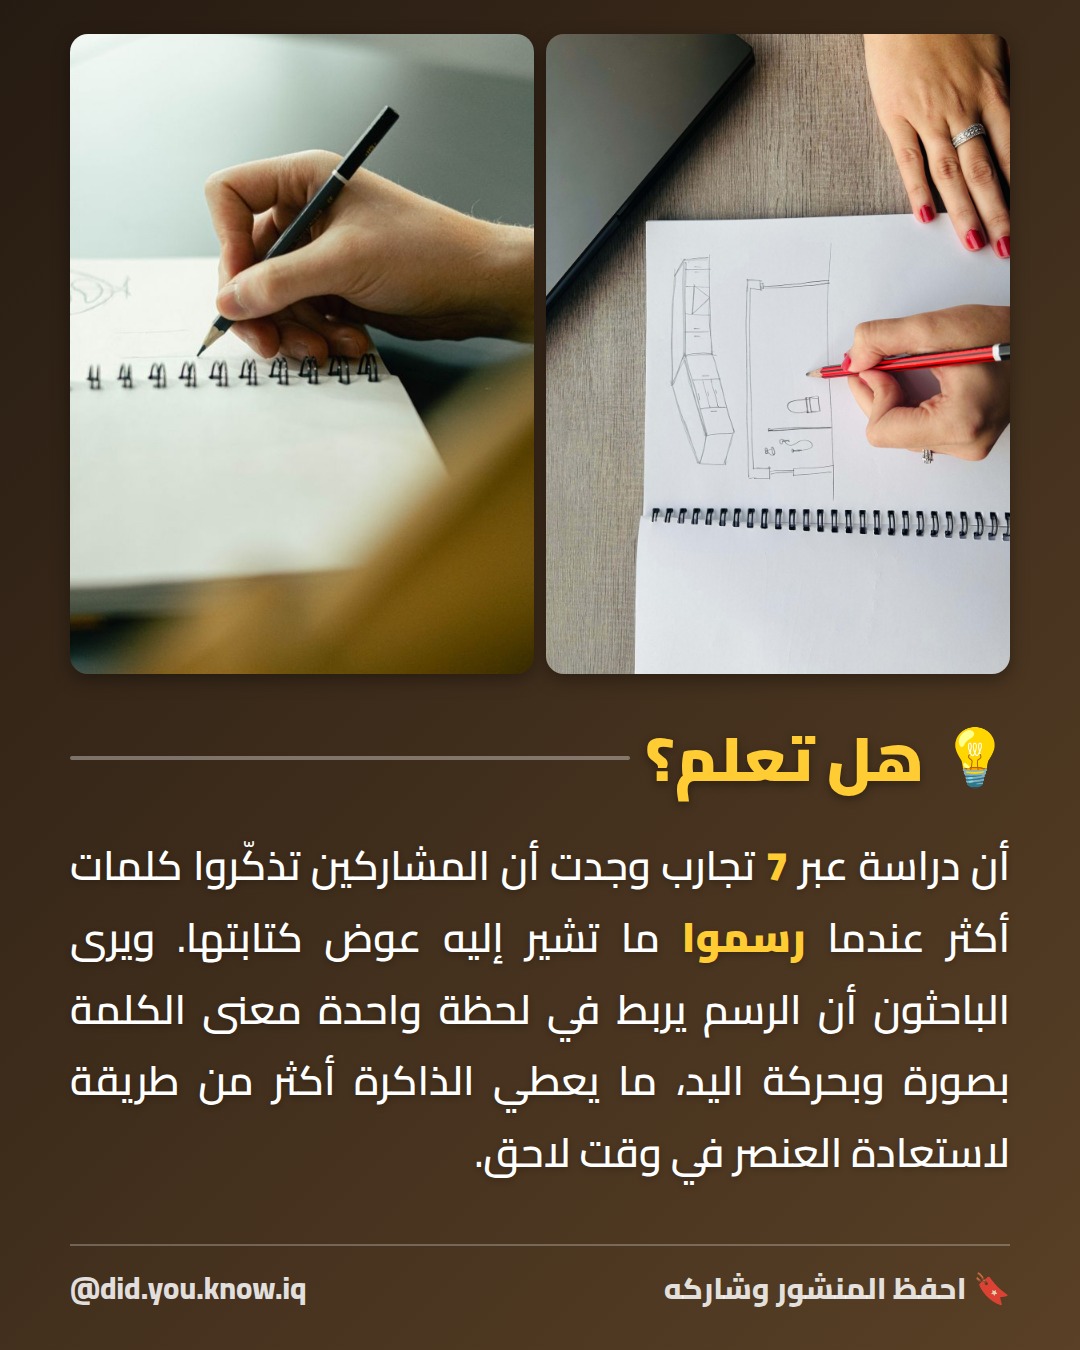 💡 هل تعلم؟
أن دراسة عبر 7 تجارب وجدت أن المشاركين تذكّروا كلمات
أكثر عندما رسموا ما تشير إليه عوض كتابتها. ويرى
الباحثون أن الرسم يربط في لحظة واحدة معنى الكلمة
بصورة وبحركة اليد، ما يعطي الذاكرة أكثر من طريقة
لاستعادة العنصر في وقت لاحق.
🔖 احفظ المنشور وشاركه
@did.you.know.iq